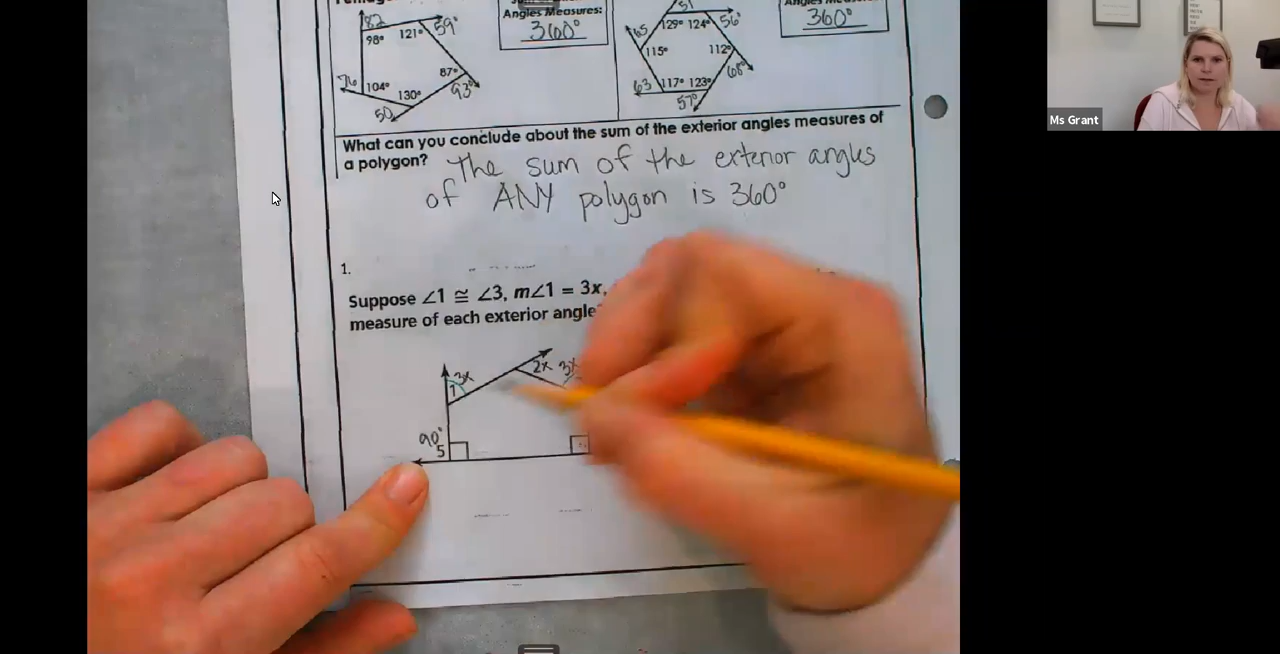 82
59°
98°
121°
87°
93°
76
104°
130°
50
Angles Measures:
360°
51
129° 124°
56°
65
115°
112°
68°
63
117° 123°
57°
360°
What can you conclude about the sum of the exterior angles measures of
a polygon? The sum of the exterior angles
of ANY polygon is 360°
1.
Suppose ∠1 ≅ ∠3, m∠1 = 3x,
measure of each exterior angle
3x
1
2x
3x
90°
5
Ms Grant